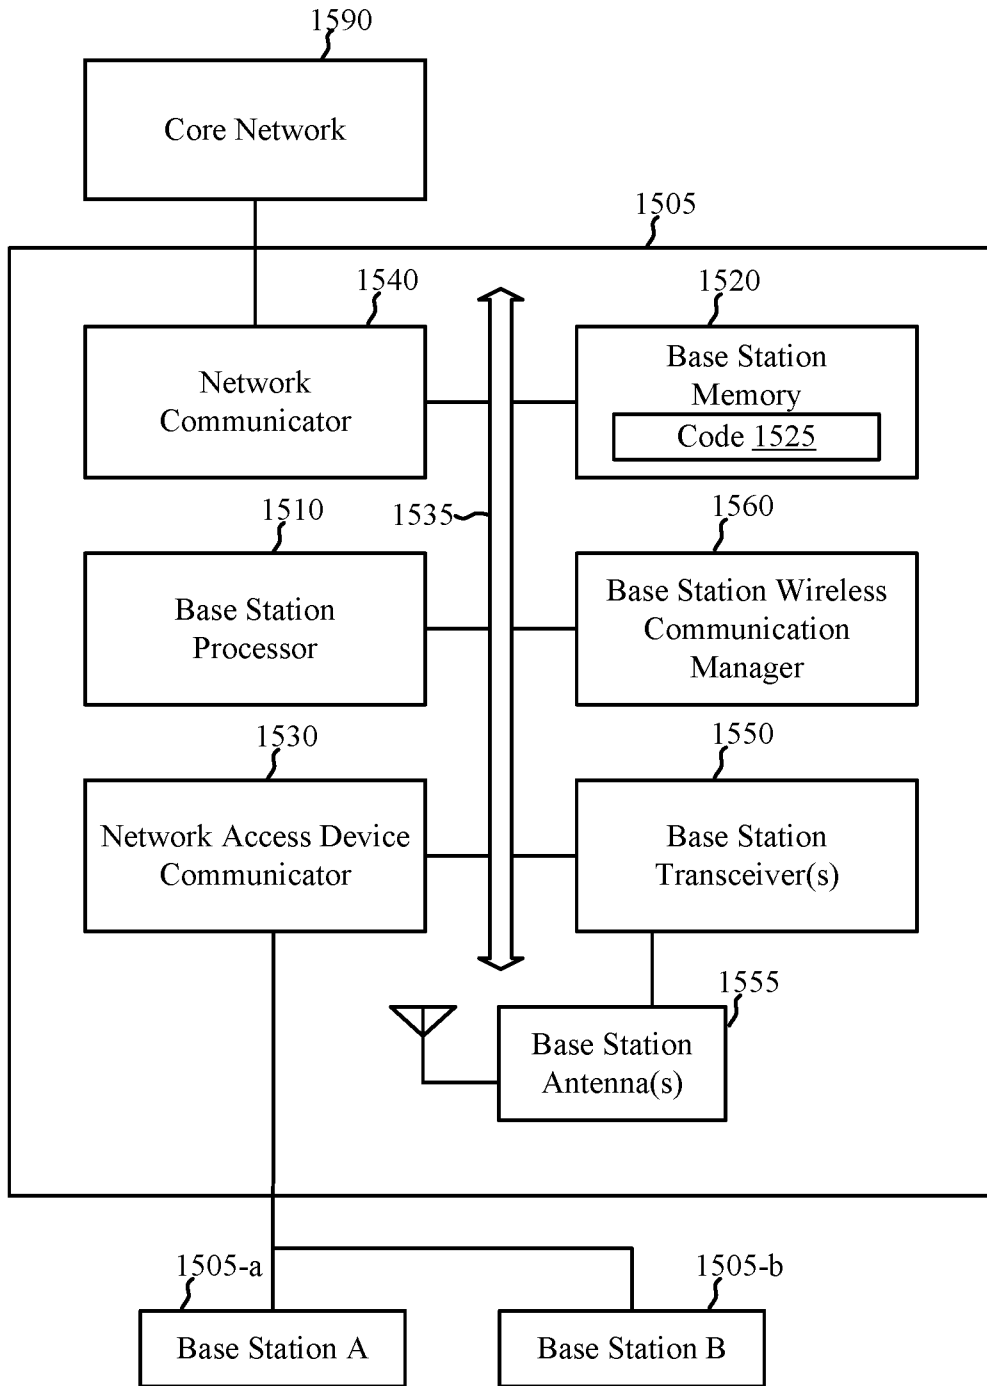 1590
Core Network
1505
1540
1520
Network
Communicator
Base Station
Memory
Code 1525
1510
1535
1560
Base Station
Processor
Base Station Wireless
Communication
Manager
1530
1550
Network Access Device
Communicator
Base Station
Transceiver(s)
1555
Base Station
Antenna(s)
1505-a
1505-b
Base Station A
Base Station B